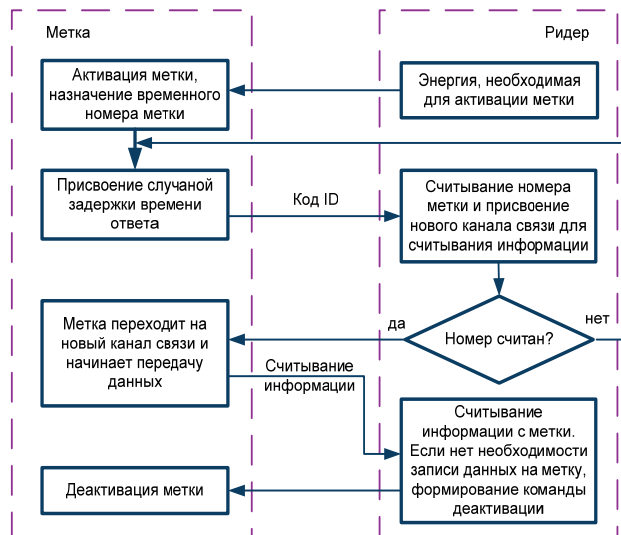 Метка
Ридер
Активация метки,
назначение временного
номера метки
Энергия, необходимая
для активации метки
Присвоение случаной
задержки времени
ответа
Код ID
Считывание номера
метки и присвоение
нового канала связи для
считывания информации
Метка переходит на
новый канал связи и
начинает передачу
данных
да
Номер считан?
нет
Считывание
информации
Считывание
информации с метки.
Если нет необходимости
записи данных на метку,
формирование команды
деактивации
Деактивация метки